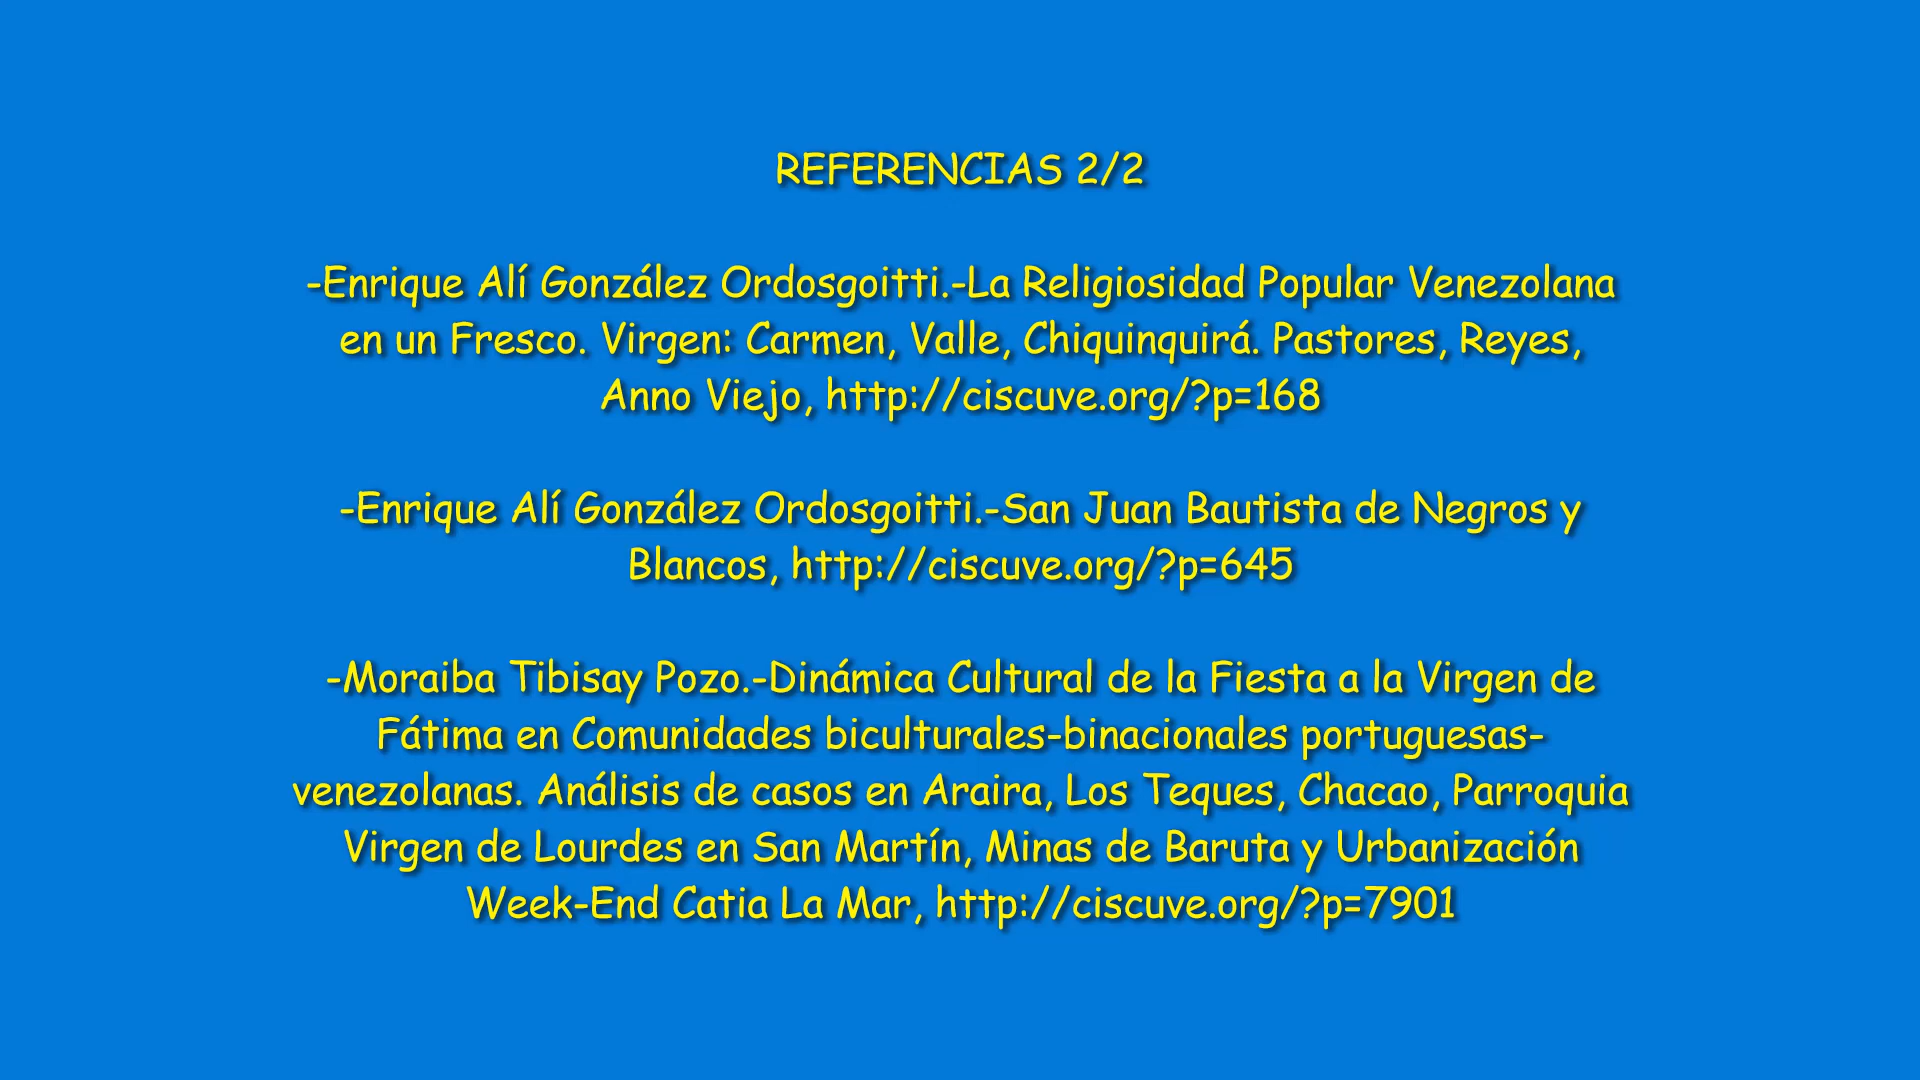 REFERENCIAS 2/2
-Enrique Alí González Ordosgoitti.-La Religiosidad Popular Venezolana
en un Fresco. Virgen: Carmen, Valle, Chiquinquirá. Pastores, Reyes,
Anno Viejo, http://ciscuve.org/?p=168
-Enrique Alí González Ordosgoitti.-San Juan Bautista de Negros y
Blancos, http://ciscuve.org/?p=645
-Moraiba Tibisay Pozo.-Dinámica Cultural de la Fiesta a la Virgen de
Fátima en Comunidades biculturales-binacionales portuguesas-
venezolanas. Análisis de casos en Araira, Los Teques, Chacao, Parroquia
Virgen de Lourdes en San Martín, Minas de Baruta y Urbanización
Week-End Catia La Mar, http://ciscuve.org/?p=7901